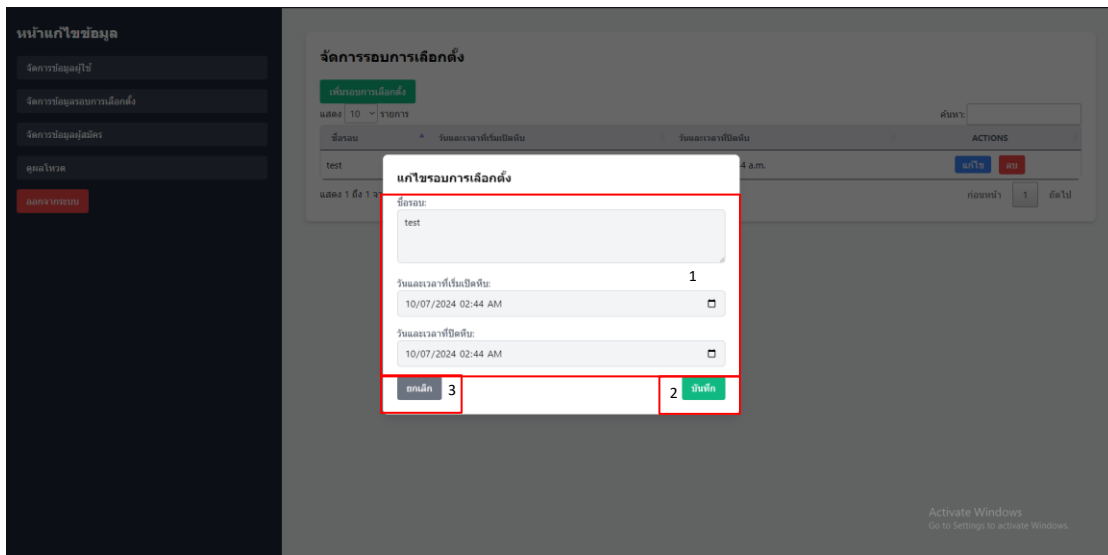 หน้าแก้ไขข้อมูล
จัดการข้อมูลผู้ใช้
จัดการข้อมูลรอบการเลือกตั้ง
จัดการข้อมูลผู้สมัคร
ดูผลโหวต
ออกจากระบบ
จัดการรอบการเลือกตั้ง
เพิ่มรอบการเลือกตั้ง
แสดง 10 รายการ
ค้นหา:
ชื่อรอบ วันและเวลาที่เริ่มเปิดหีบ วันและเวลาที่ปิดหีบ ACTIONS
test 4 a.m. แก้ไข ลบ
แสดง 1 ถึง 1 จา
ก่อนหน้า 1 ถัดไป
แก้ไขรอบการเลือกตั้ง
ชื่อรอบ:
test
1
วันและเวลาที่เริ่มเปิดหีบ:
10/07/2024 02:44 AM
วันและเวลาที่ปิดหีบ:
10/07/2024 02:44 AM
ยกเลิก 3 2 บันทึก
Activate Windows
Go to Settings to activate Windows.